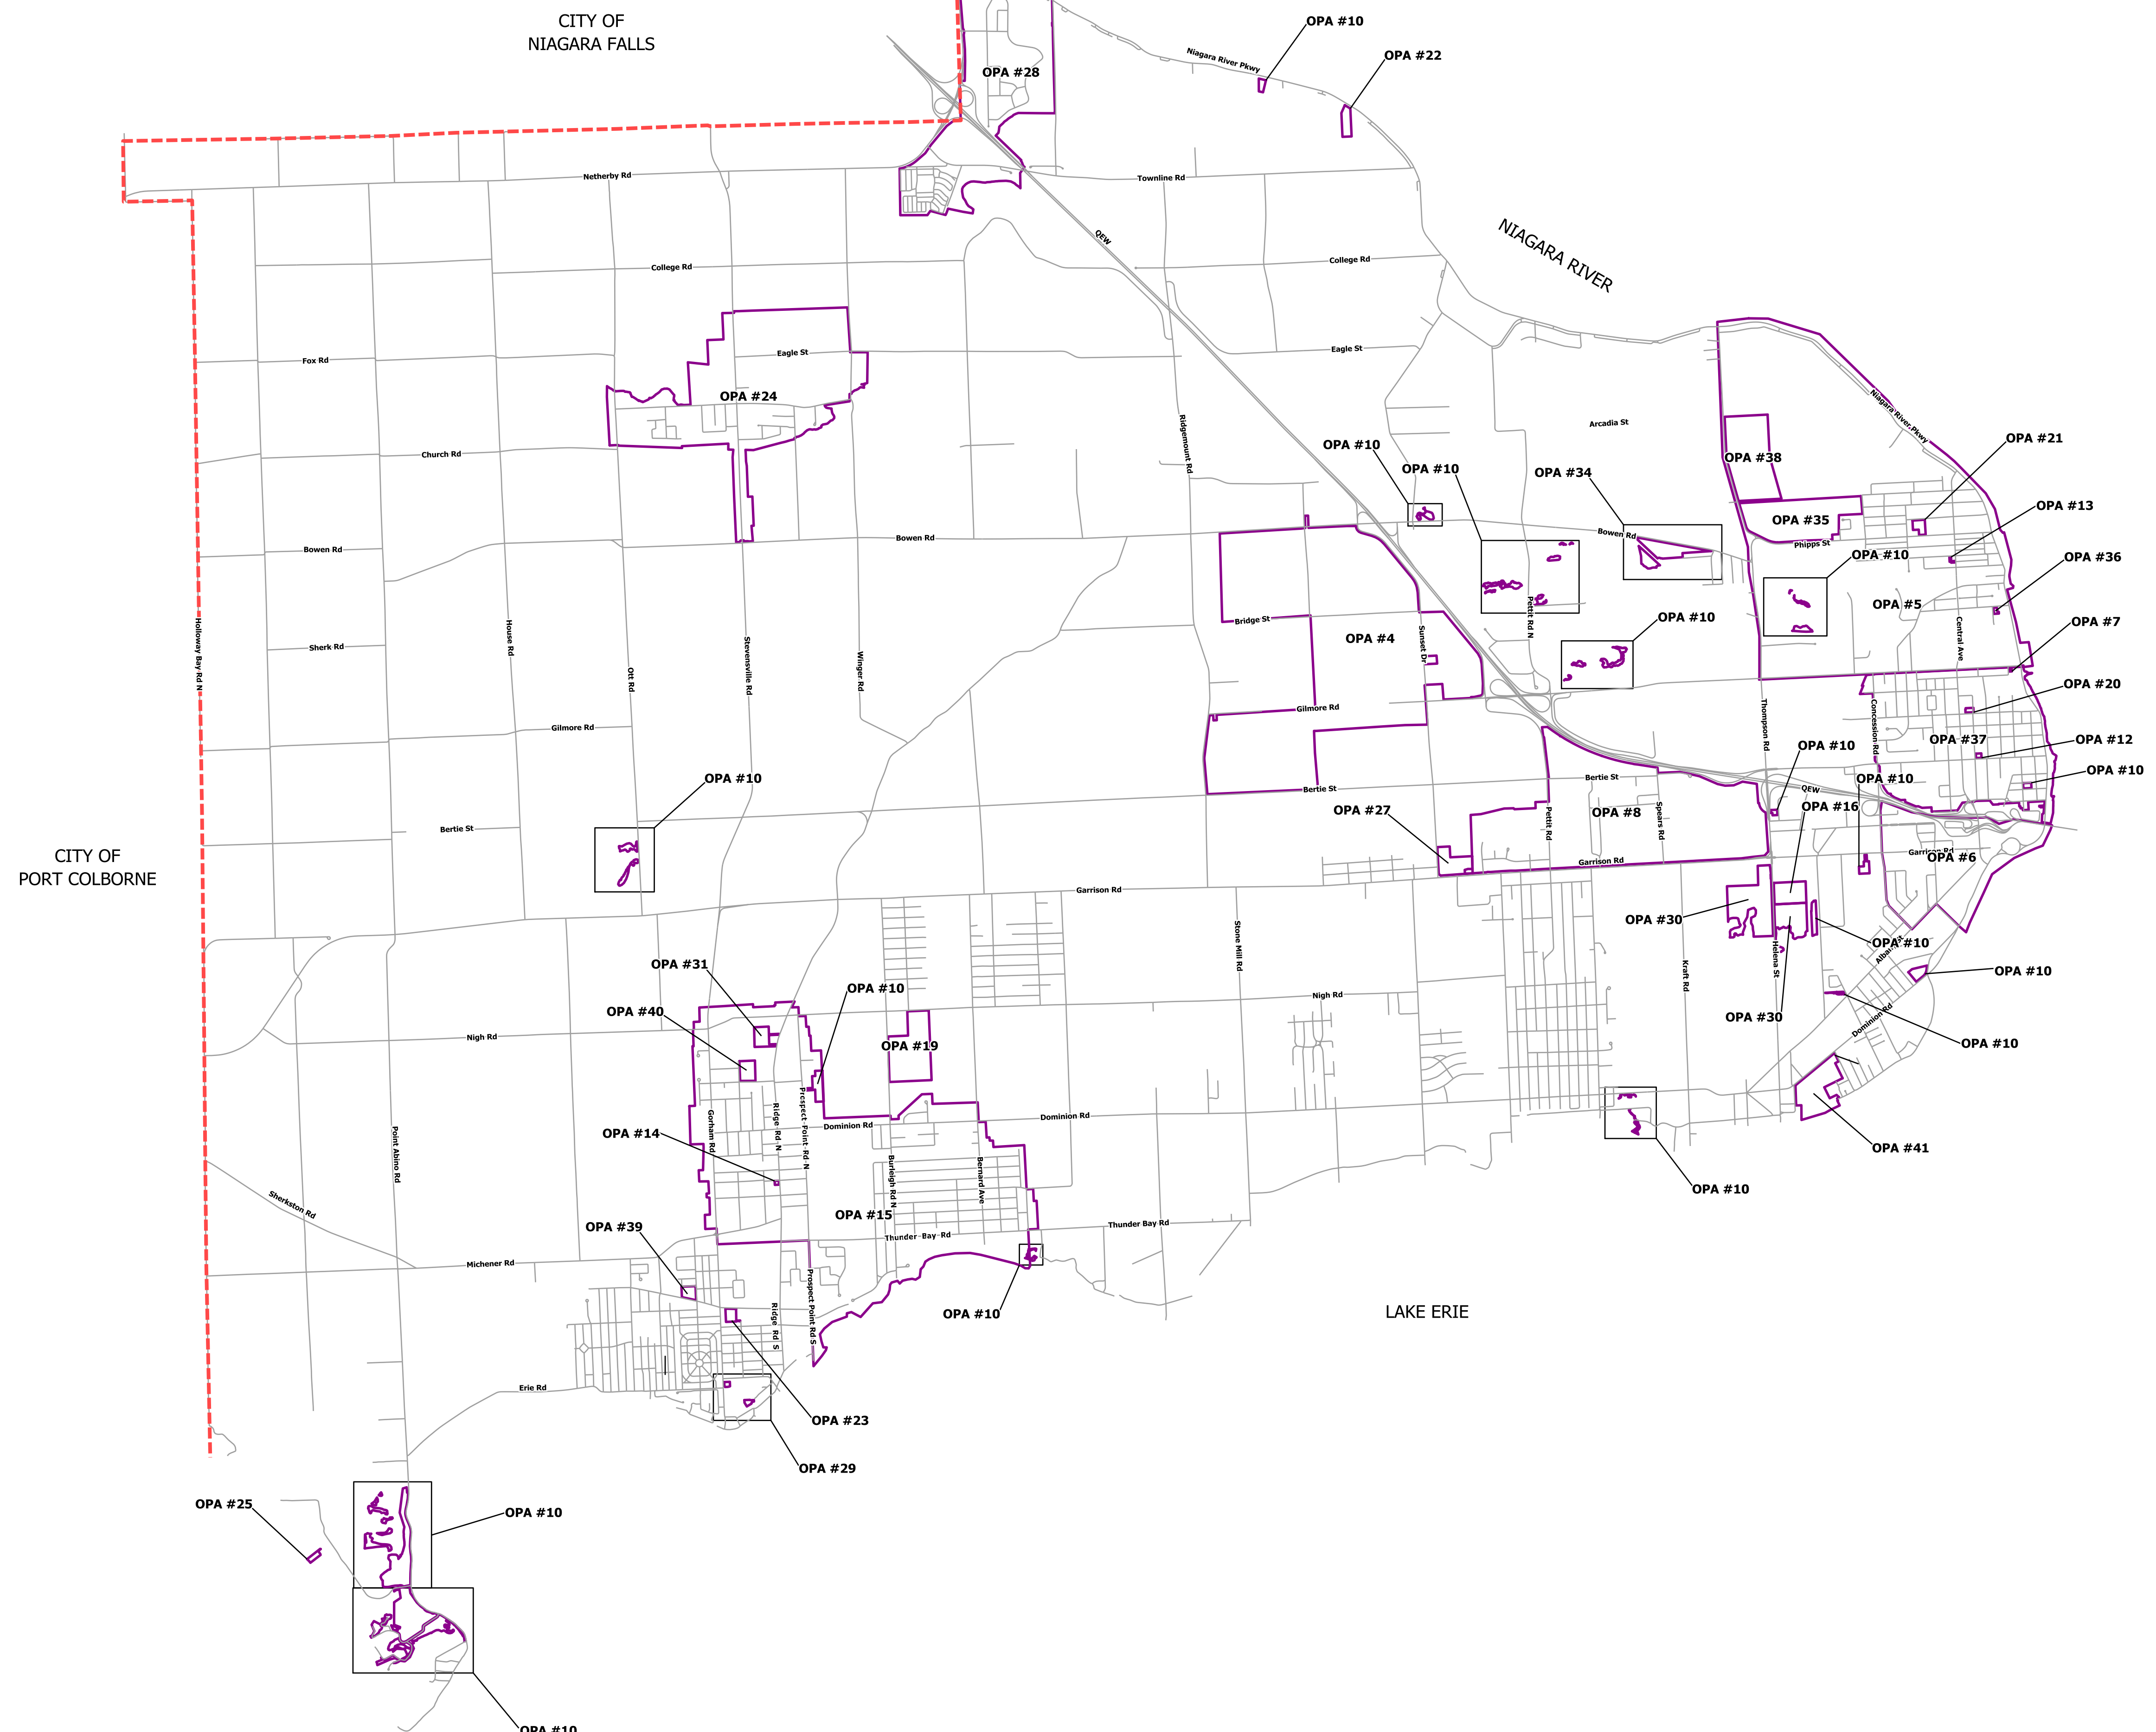 CITY OF
NIAGARA FALLS
OPA #10
OPA #22
OPA #28
Niagara River Pkwy
Netherby Rd
Townline Rd
QEW
NIAGARA RIVER
College Rd
College Rd
Fox Rd
Eagle St
Eagle St
OPA #24
Niagara River Pkwy
Arcadia St
Ridgemount Rd
OPA #10
OPA #10
OPA #34
OPA #38
OPA #21
Church Rd
OPA #13
OPA #35
Bowen Rd
Bowen Rd
Bowen Rd
Phipps St
OPA #10
OPA #36
OPA #5
OPA #7
Pettit Rd N
OPA #10
Bridge St
OPA #4
Sunset Dr
Central Ave
Holloway Bay Rd N
House Rd
Sherk Rd
Ott Rd
Stevensville Rd
Winger Rd
OPA #20
Gilmore Rd
Gilmore Rd
Thompson Rd
Concession Rd
OPA #37
OPA #12
OPA #10
OPA #10
OPA #10
OPA #10
Bertie St
Bertie St
Bertie St
QEW
OPA #16
OPA #27
Pettit Rd
OPA #8
Spears Rd
CITY OF
PORT COLBORNE
Garrison Rd
Garrison Rd
Garrison Rd
OPA #6
OPA #30
Stone Mill Rd
OPA #10
Albany St
Kraft Rd
Helena St
OPA #31
OPA #10
OPA #10
Nigh Rd
Nigh Rd
OPA #40
OPA #30
Dominion Rd
OPA #19
OPA #10
Prospect Point Rd N
Ridge Rd N
Gorham Rd
Dominion Rd
Dominion Rd
OPA #14
OPA #41
Point Abino Rd
Burleigh Rd N
Bernard Ave
OPA #10
Sherkston Rd
OPA #39
OPA #15
Thunder Bay Rd
Thunder Bay Rd
Michener Rd
Prospect Point Rd S
Ridge Rd S
OPA #10
LAKE ERIE
Erie Rd
OPA #23
OPA #29
OPA #25
OPA #10
OPA #10